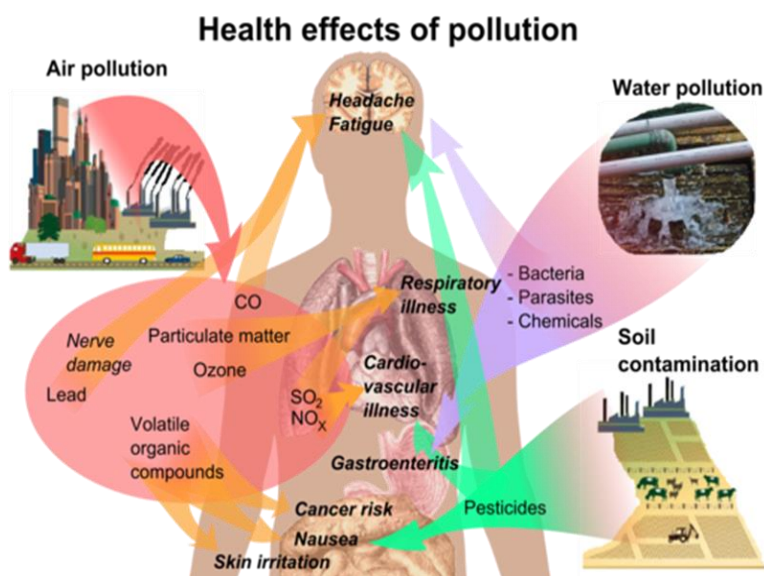 Health effects of pollution
Air pollution
Water pollution
Headache
Fatigue
- Bacteria
- Parasites
- Chemicals
Respiratory
illness
CO
Particulate matter
Nerve
damage
Ozone
Lead
Soil
contamination
Cardio-
vascular
illness
SO₂
NOₓ
Volatile
organic
compounds
Gastroenteritis
Pesticides
Cancer risk
Nausea
Skin irritation